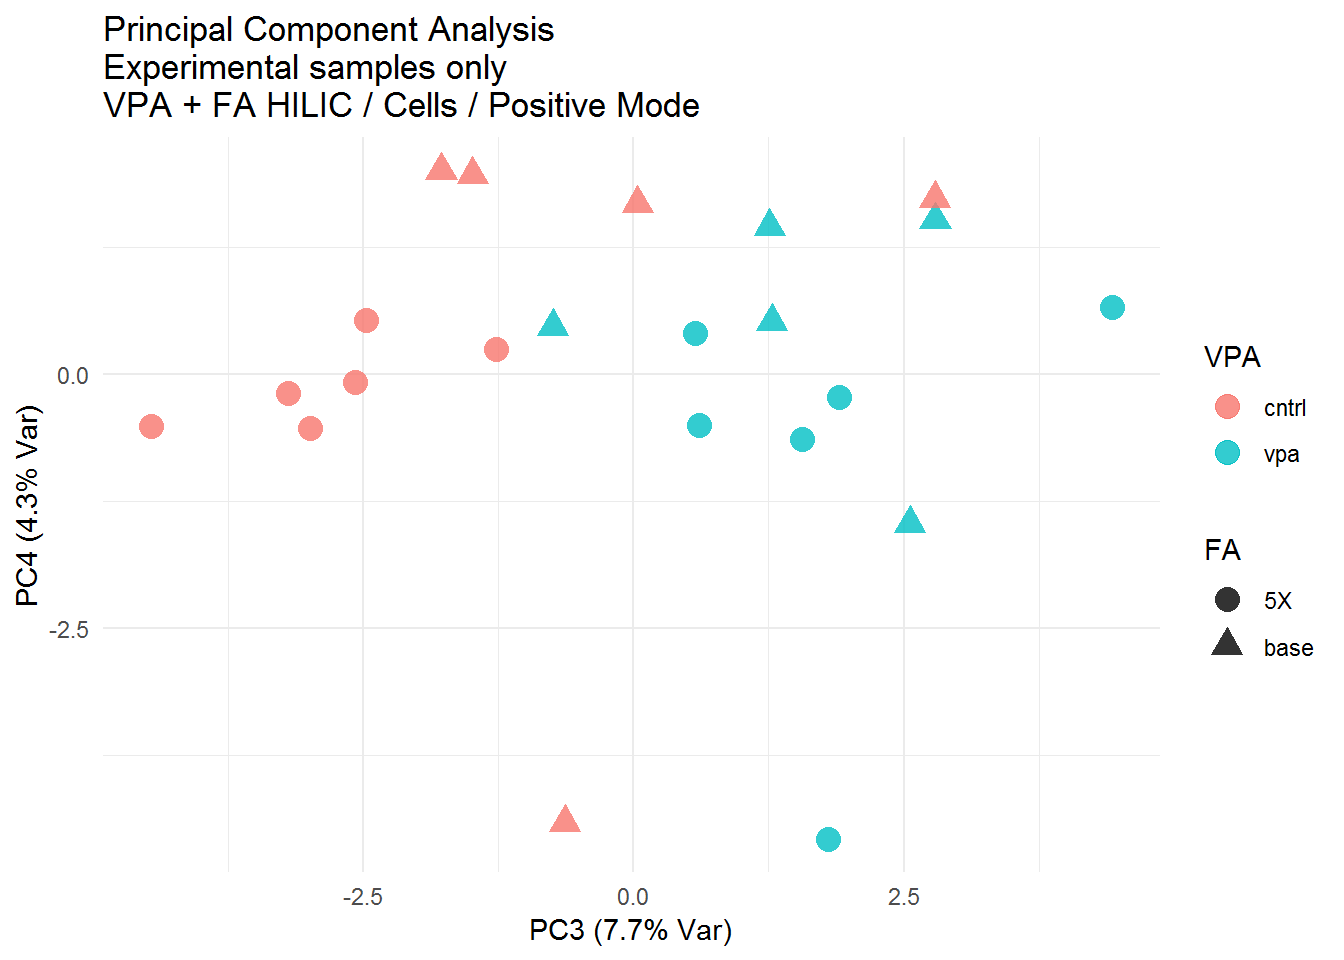 Principal Component Analysis
Experimental samples only
VPA + FA HILIC / Cells / Positive Mode
0.0
-2.5
PC4 (4.3% Var)
-2.5
0.0
2.5
PC3 (7.7% Var)
VPA
cntrl
vpa
FA
5X
base